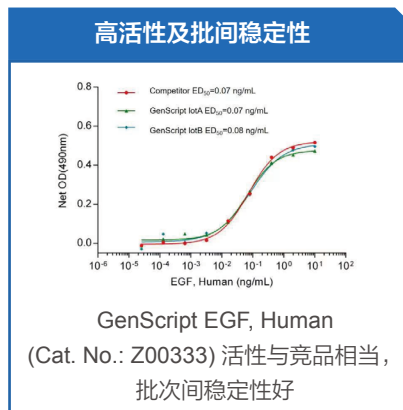 高活性及批间稳定性
0.8
0.6
0.4
0.2
0.0
Net OD(490nm)
Competitor ED50=0.07 ng/mL
GenScript lotA ED50=0.07 ng/mL
GenScript lotB ED50=0.08 ng/mL
10-6 10-5 10-4 10-3 10-2 10-1 100 101 102
EGF, Human (ng/mL)
GenScript EGF, Human
(Cat. No.: Z00333) 活性与竞品相当，
批次间稳定性好